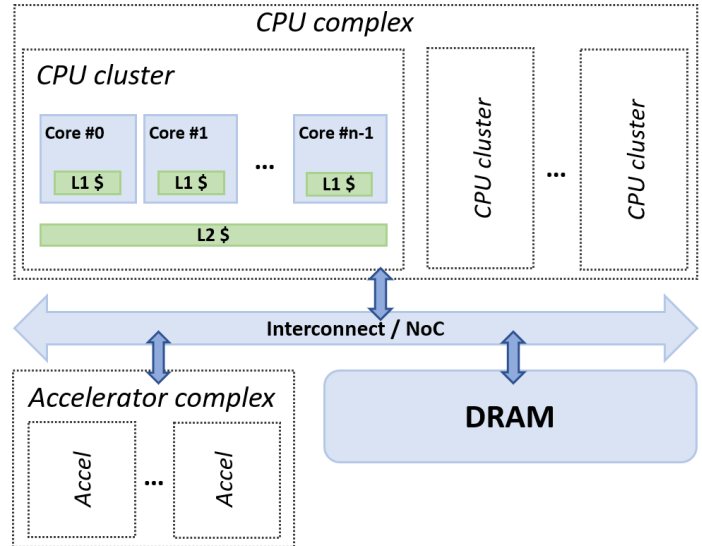 CPU complex
CPU cluster
Core #0
Core #1
...
Core #n-1
L1 $
L1 $
L1 $
L2 $
CPU cluster
...
CPU cluster
Interconnect / NoC
Accelerator complex
Accel
...
Accel
DRAM